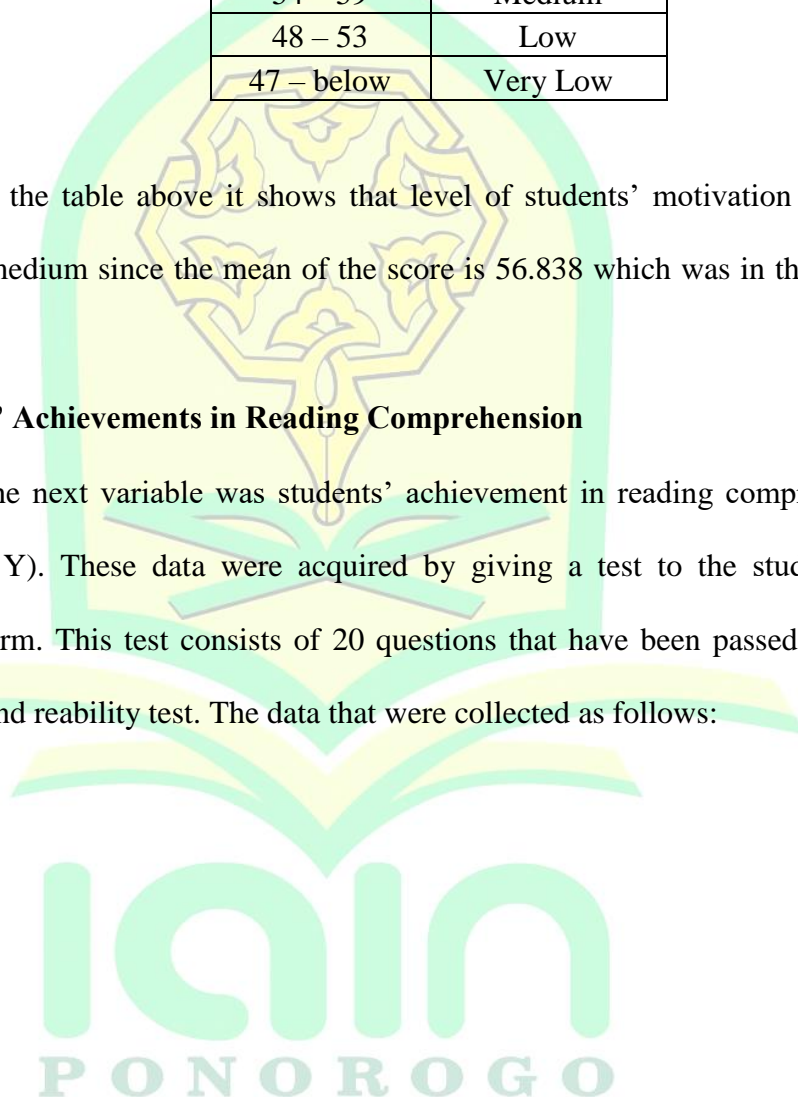 54 – 59 Medium
48 – 53 Low
47 – below Very Low
the table above it shows that level of students’ motivation
medium since the mean of the score is 56.838 which was in th
’ Achievements in Reading Comprehension
he next variable was students’ achievement in reading comp
Y). These data were acquired by giving a test to the stud
rm. This test consists of 20 questions that have been passed
nd reability test. The data that were collected as follows:
iain
PONOROGO